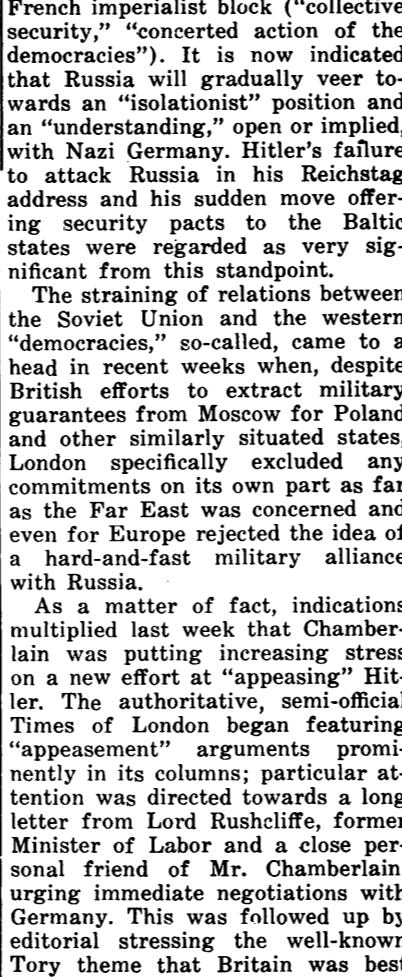 French imperialist block (“collective
security,” “concerted action of the
democracies”). It is now indicated
that Russia will gradually veer to-
wards an “isolationist” position and
an “understanding,” open or implied,
with Nazi Germany. Hitler’s failure
to attack Russia in his Reichstag
address and his sudden move offer-
ing security pacts to the Baltic
states were regarded as very sig-
nificant from this standpoint.
The straining of relations between
the Soviet Union and the western
“democracies,” so-called, came to a
head in recent weeks when, despite
British efforts to extract military
guarantees from Moscow for Poland
and other similarly situated states,
London specifically excluded any
commitments on its own part as far
as the Far East was concerned and
even for Europe rejected the idea of
a hard-and-fast military alliance
with Russia.
As a matter of fact, indications
multiplied last week that Chamber-
lain was putting increasing stress
on a new effort at “appeasing” Hit-
ler. The authoritative, semi-official
Times of London began featuring
“appeasement” arguments promi-
nently in its columns; particular at-
tention was directed towards a long
letter from Lord Rushcliffe, former
Minister of Labor and a close per-
sonal friend of Mr. Chamberlain
urging immediate negotiations with
Germany. This was followed up by
editorial stressing the well-known
Tory theme that Britain was best